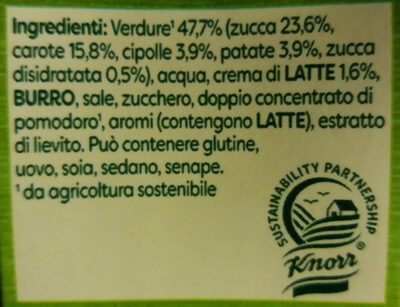 Ingredienti: Verdure¹ 47,7% (zucca 23,6%,
carote 15,8%, cipolle 3,9%, patate 3,9%, zucca
disidratata 0,5%), acqua, crema di LATTE 1,6%,
BURRO, sale, zucchero, doppio concentrato di
pomodoro¹, aromi (contengono LATTE), estratto
di lievito. Può contenere glutine,
uovo, soia, sedano, senape.
¹ da agricoltura sostenibile
SUSTAINABILITY PARTNERSHIP
Knorr®